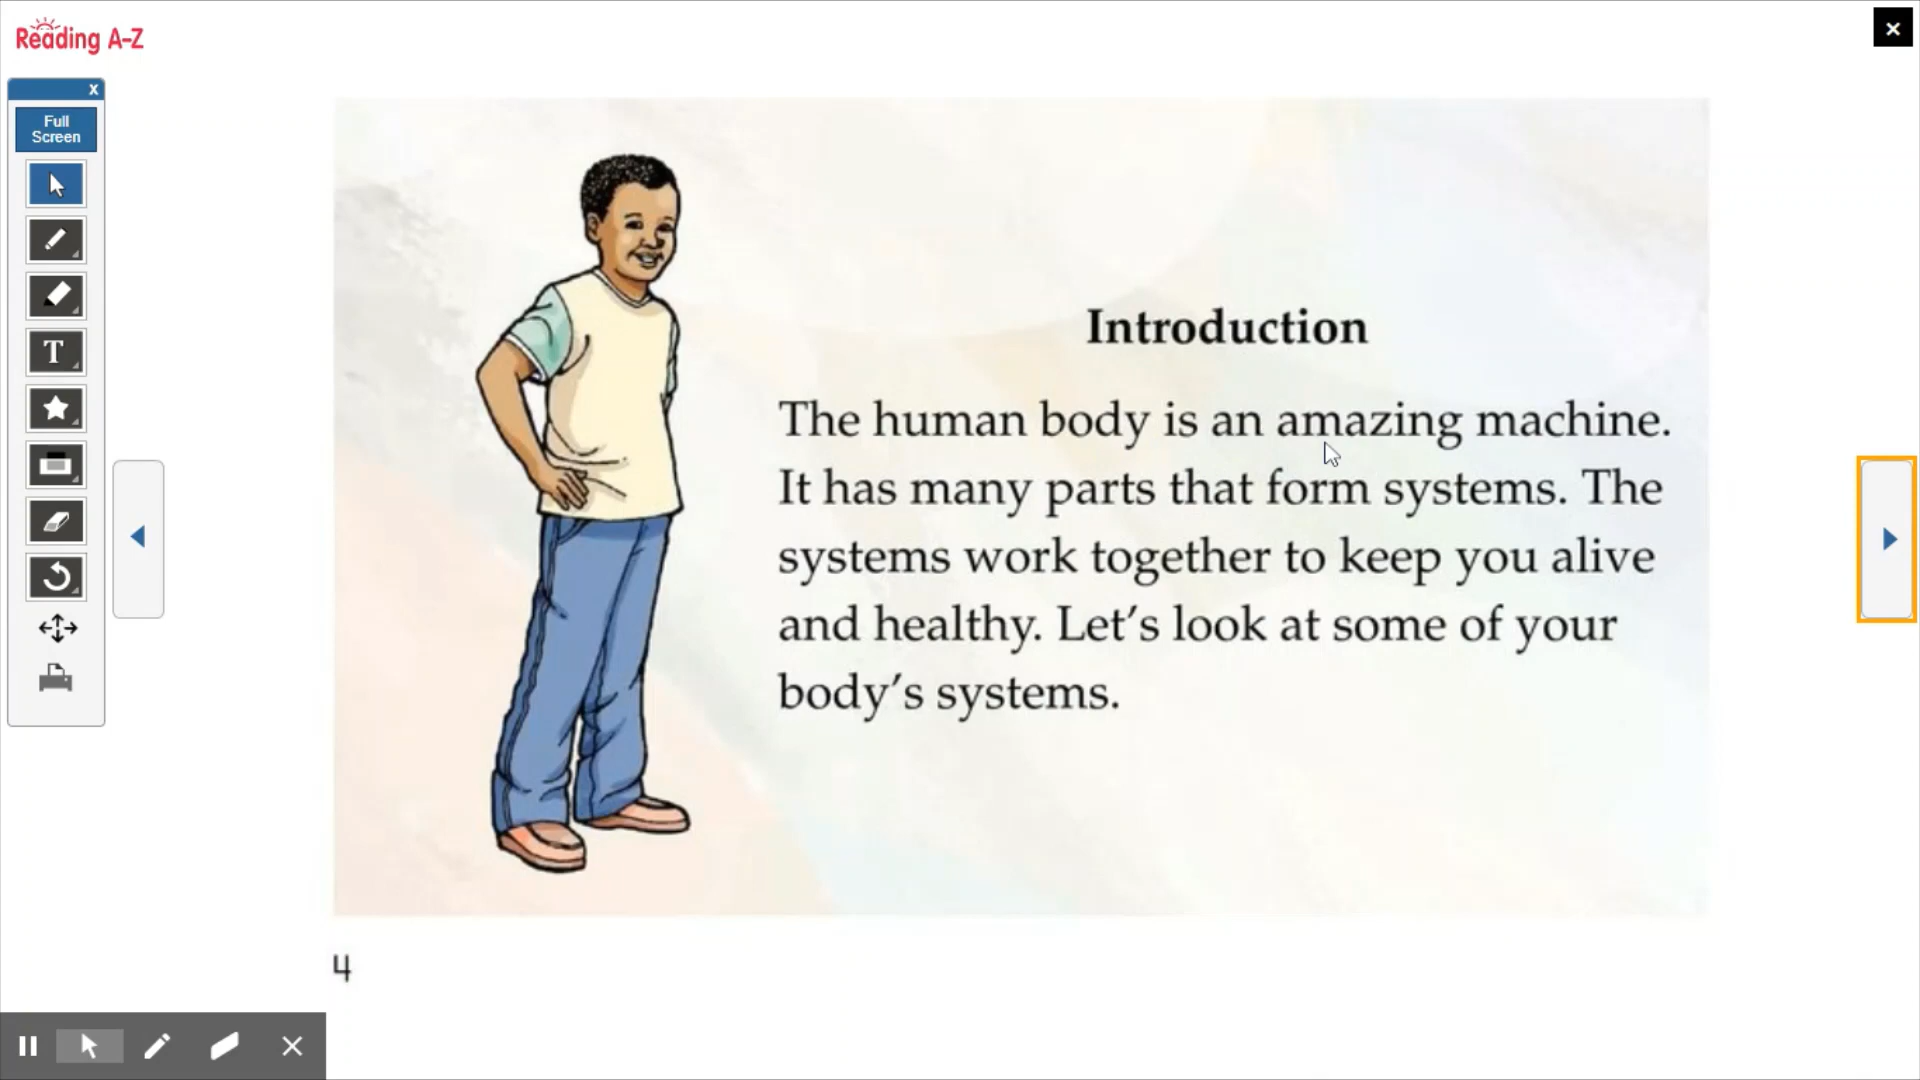 Reading A-Z
x
Full
Screen
T
Introduction
The human body is an amazing machine.
It has many parts that form systems. The
systems work together to keep you alive
and healthy. Let’s look at some of your
body’s systems.
4